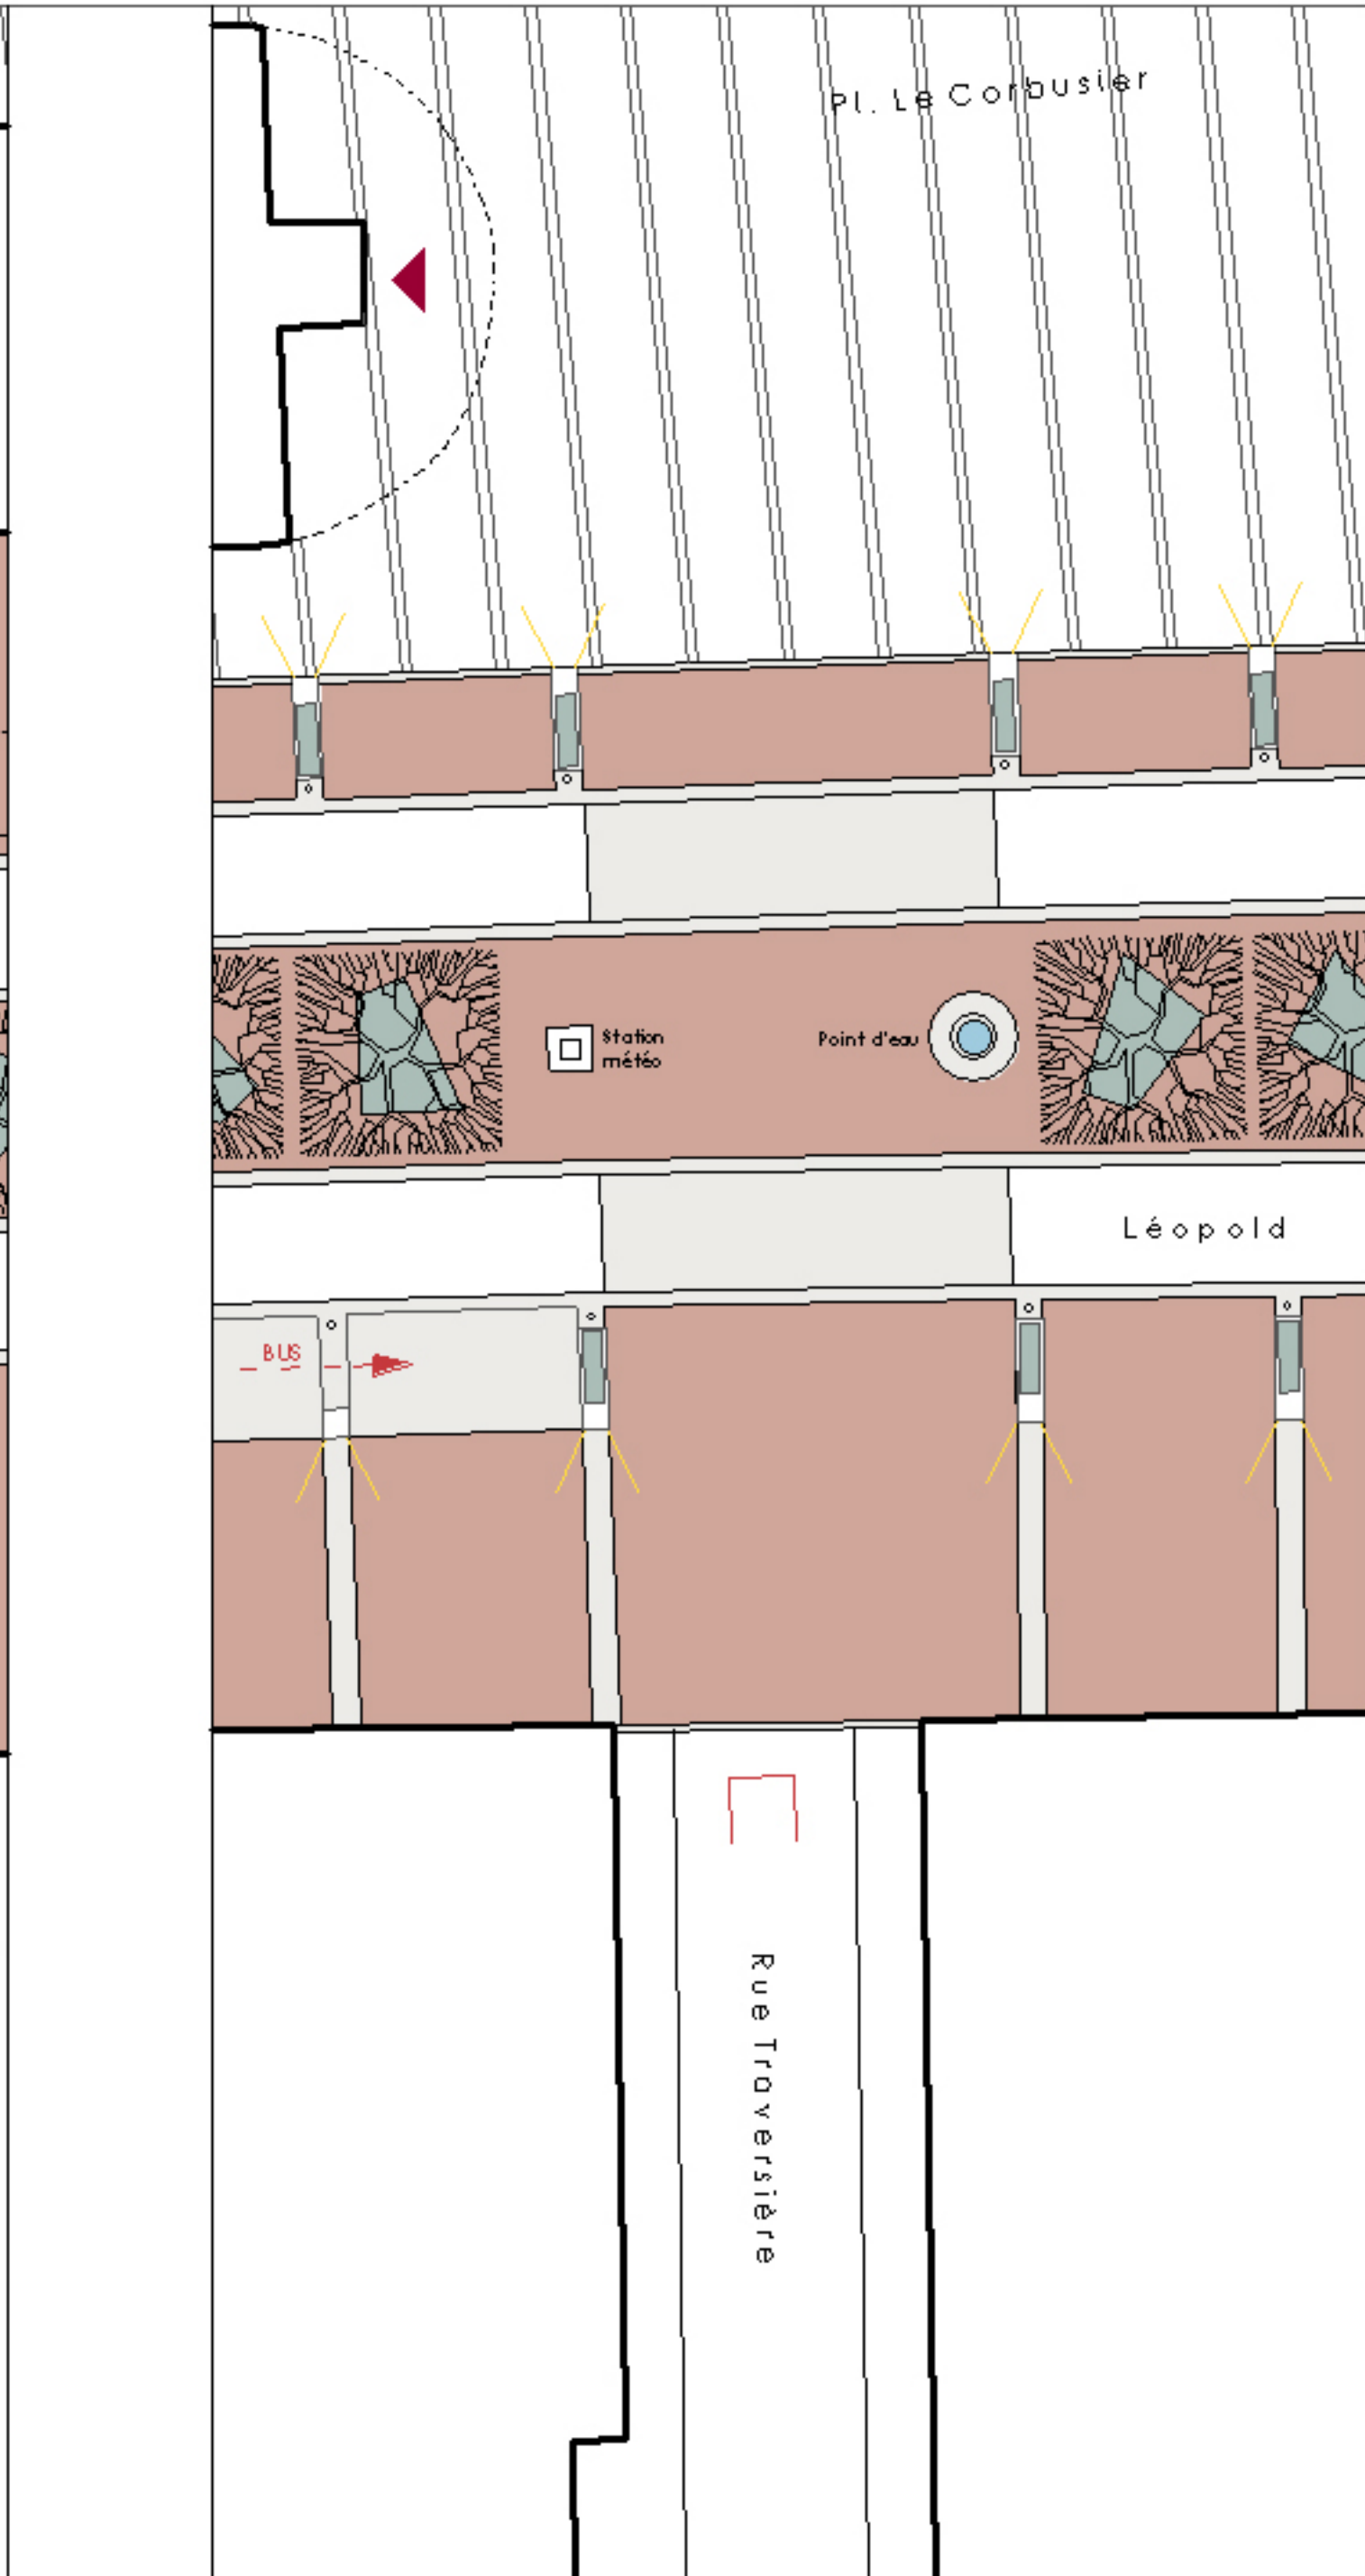 Pl. Le Corbusier
Station
météo
Point d'eau
Léopold
BUS
Rue Traversière